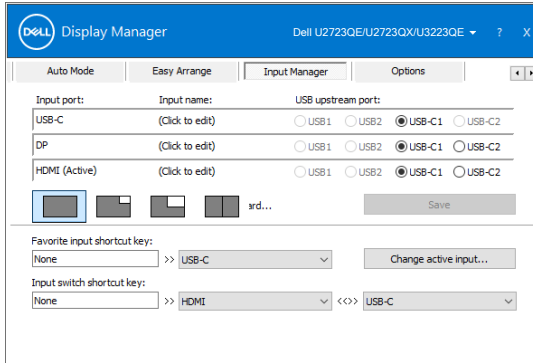 DELL Display Manager Dell U2723QE/U2723QX/U3223QE ? X
Auto Mode Easy Arrange Input Manager Options
Input port: Input name: USB upstream port:
USB-C (Click to edit) USB1 USB2 USB-C1 USB-C2
DP (Click to edit) USB1 USB2 USB-C1 USB-C2
HDMI (Active) (Click to edit) USB1 USB2 USB-C1 USB-C2
ard... Save
Favorite input shortcut key:
None >> USB-C Change active input...
Input switch shortcut key:
None >> HDMI <<>> USB-C